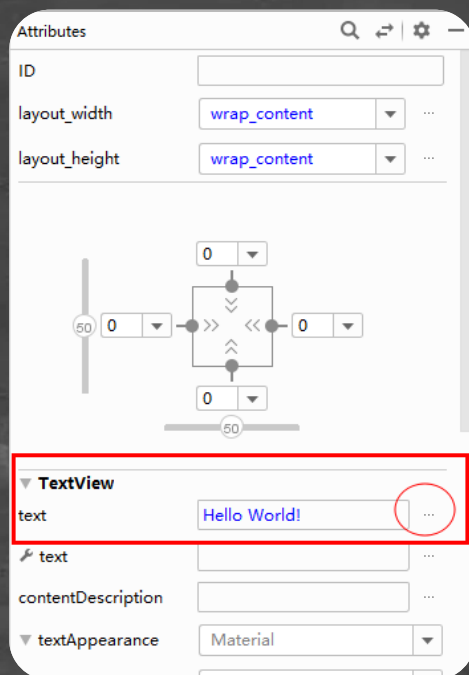 Attributes
ID
layout_width wrap_content ...
layout_height wrap_content ...
0
50 0 0
0
50
TextView
text Hello World! ...
text ...
contentDescription ...
textAppearance Material